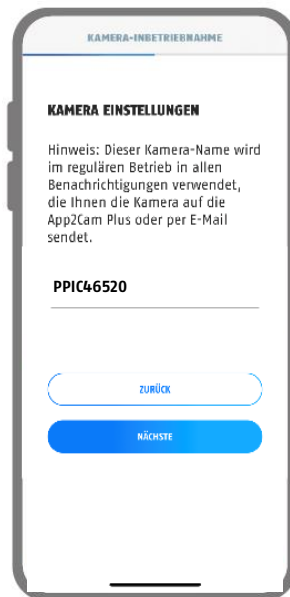 KAMERA-INBETRIEBNAHME
KAMERA EINSTELLUNGEN
Hinweis: Dieser Kamera-Name wird
im regulären Betrieb in allen
Benachrichtigungen verwendet,
die Ihnen die Kamera auf die
App2Cam Plus oder per E-Mail
sendet.
PPIC46520
ZURÜCK
NÄCHSTE